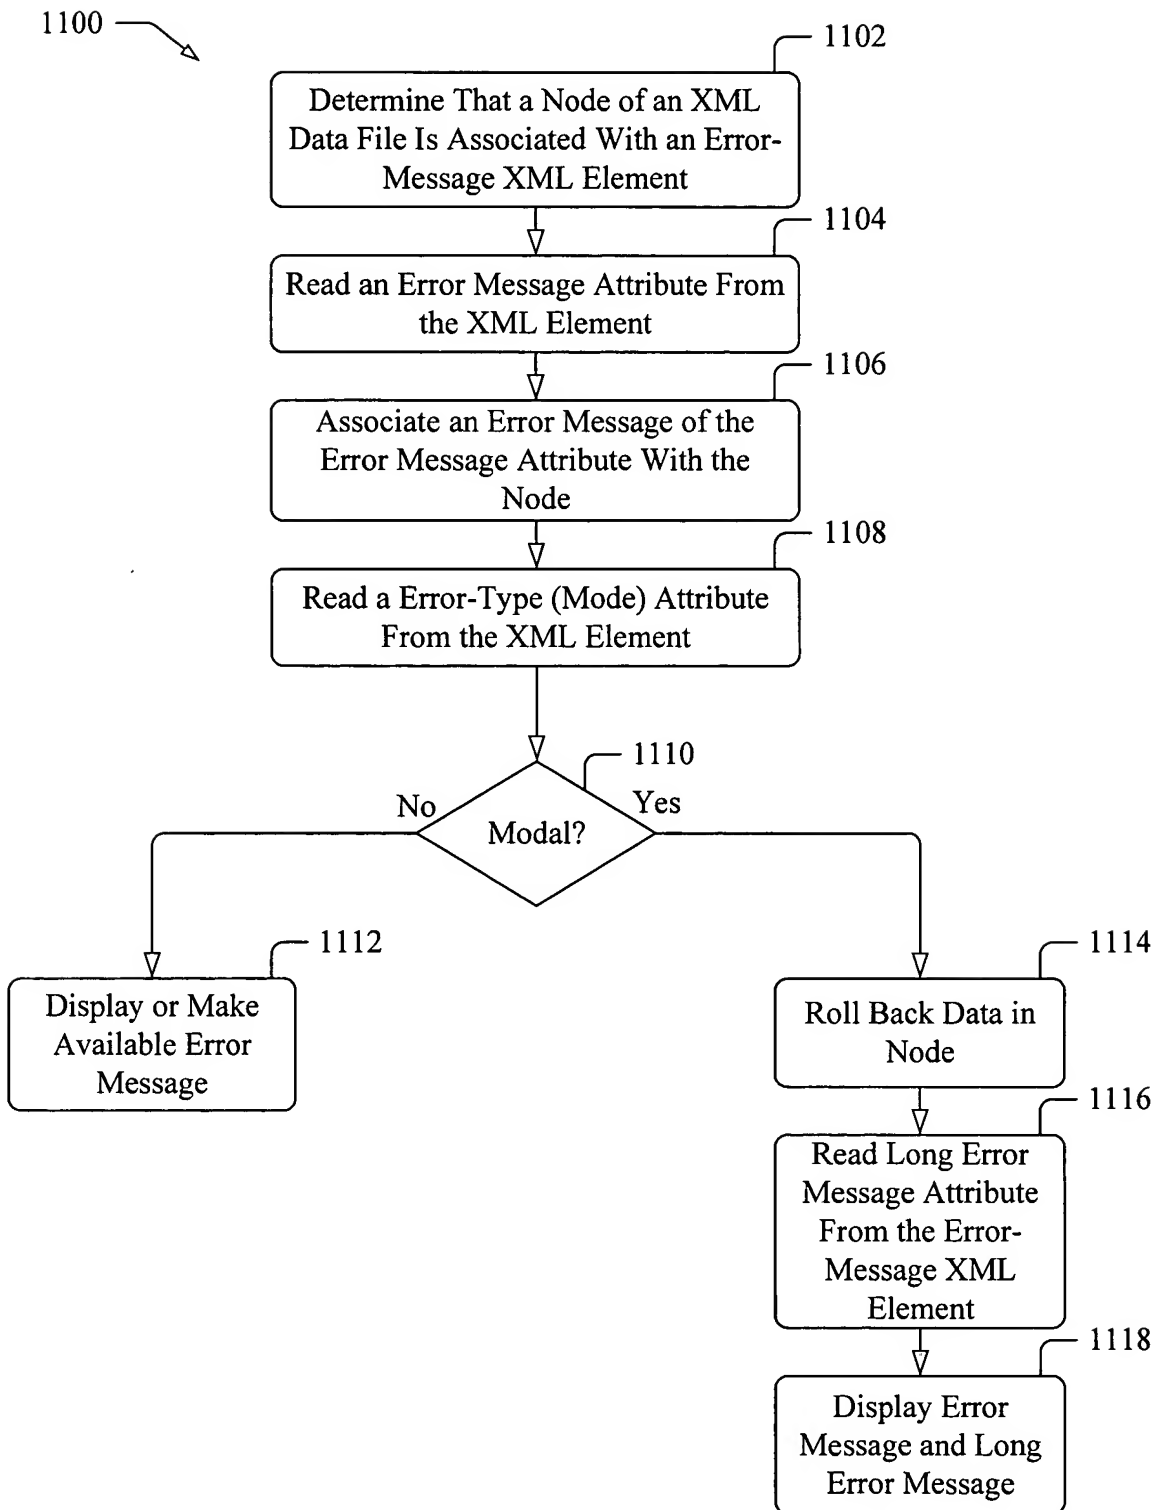 1100
1102
Determine That a Node of an XML
Data File Is Associated With an Error-
Message XML Element
1104
Read an Error Message Attribute From
the XML Element
1106
Associate an Error Message of the
Error Message Attribute With the
Node
1108
Read a Error-Type (Mode) Attribute
From the XML Element
1110
No
Yes
Modal?
1112
Display or Make
Available Error
Message
1114
Roll Back Data in
Node
1116
Read Long Error
Message Attribute
From the Error-
Message XML
Element
1118
Display Error
Message and Long
Error Message